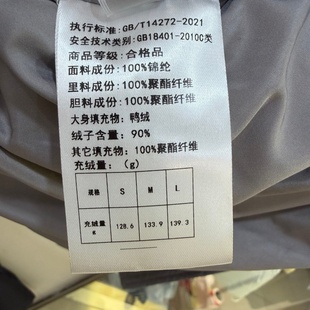 执行标准:GB/T14272-2021
安全技术类别:GB18401-2010C类
商品等级:合格品
面料成份:100%锦纶
里料成份:100%聚酯纤维
胆料成份:100%聚酯纤维
大身填充物:鸭绒
绒子含量:90%
其它填充物:100%聚酯纤维
充绒量: (g)
规格 S M L
充绒量 g 128.6 133.9 139.3